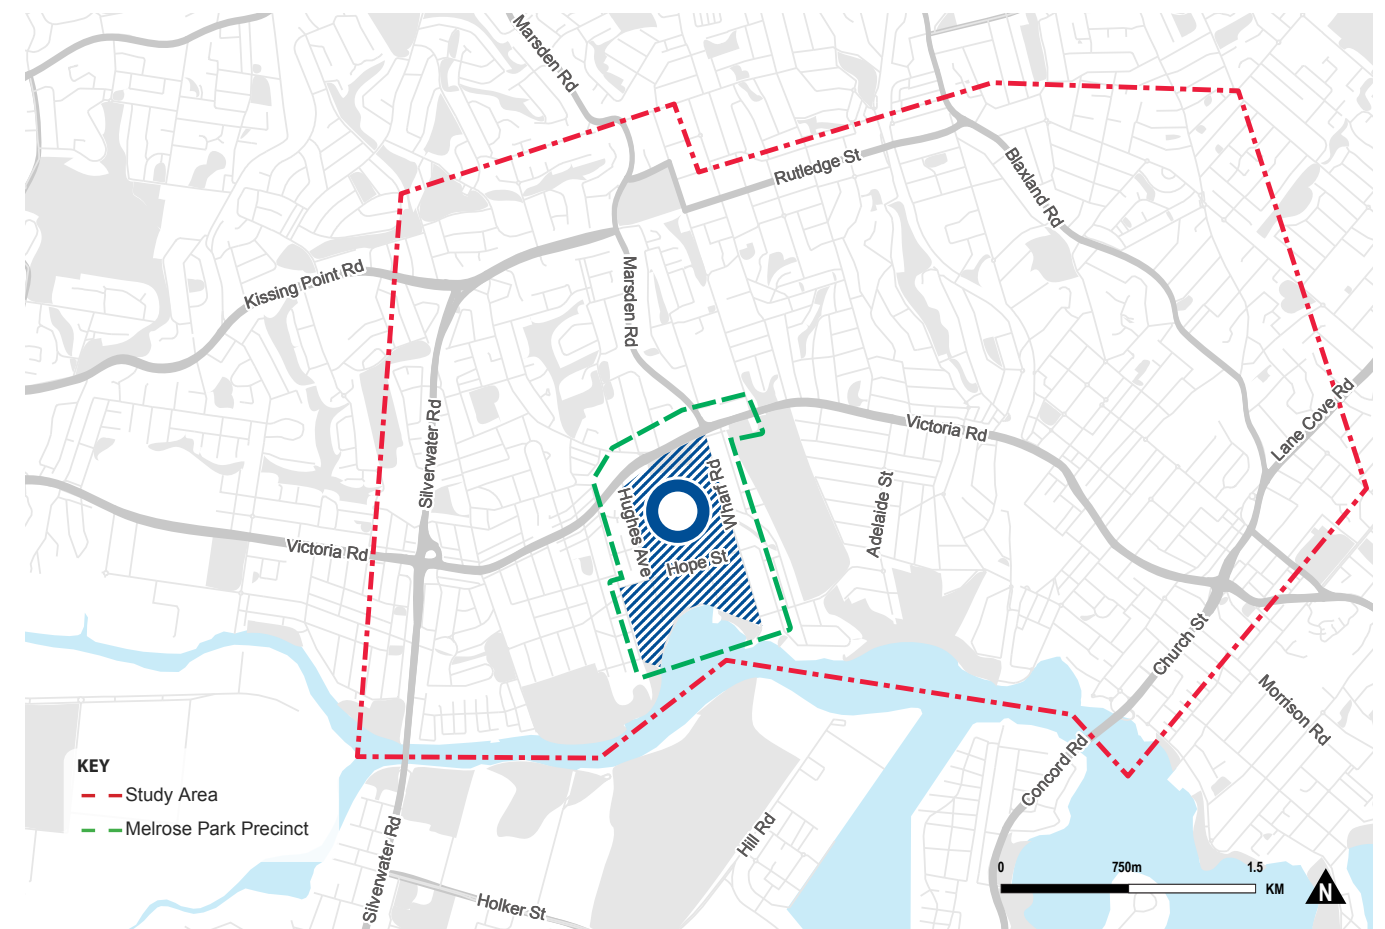 Marsden Rd
Rutledge St
Blaxland Rd
Kissing Point Rd
Marsden Rd
Lane Cove Rd
Silverwater Rd
Victoria Rd
Wharf Rd
Hughes Ave
Adelaide St
Victoria Rd
Hope St
Church St
Morrison Rd
Concord Rd
KEY
Study Area
Melrose Park Precinct
Hill Rd
Silverwater Rd
Holker St
0 750m 1.5
KM
N